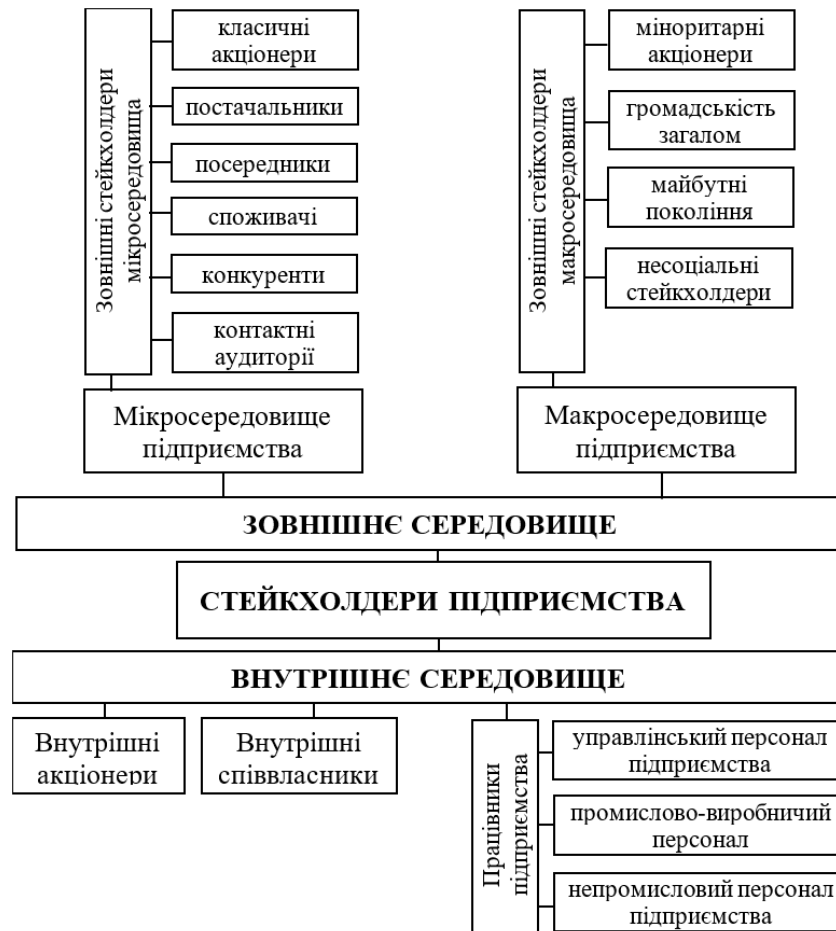 Зовнішні стейкхолдери
мікросередовища
класичні
акціонери
постачальники
посередники
споживачі
конкуренти
контактні
аудиторії
Зовнішні стейкхолдери
макросередовища
міноритарні
акціонери
громадськість
загалом
майбутні
покоління
несоціальні
стейкхолдери
Мікросередовище
підприємства
Макросередовище
підприємства
ЗОВНІШНЄ СЕРЕДОВИЩЕ
СТЕЙКХОЛДЕРИ ПІДПРИЄМСТВА
ВНУТРІШНЄ СЕРЕДОВИЩЕ
Внутрішні
акціонери
Внутрішні
співвласники
Працівники
підприємства
управлінський персонал
підприємства
промислово-виробничий
персонал
непромисловий персонал
підприємства